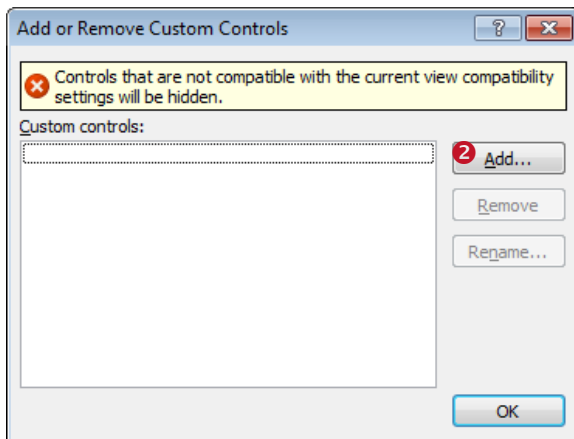 Add or Remove Custom Controls
?
Controls that are not compatible with the current view compatibility
settings will be hidden.
Custom controls:
2
Add...
Remove
Rename...
OK